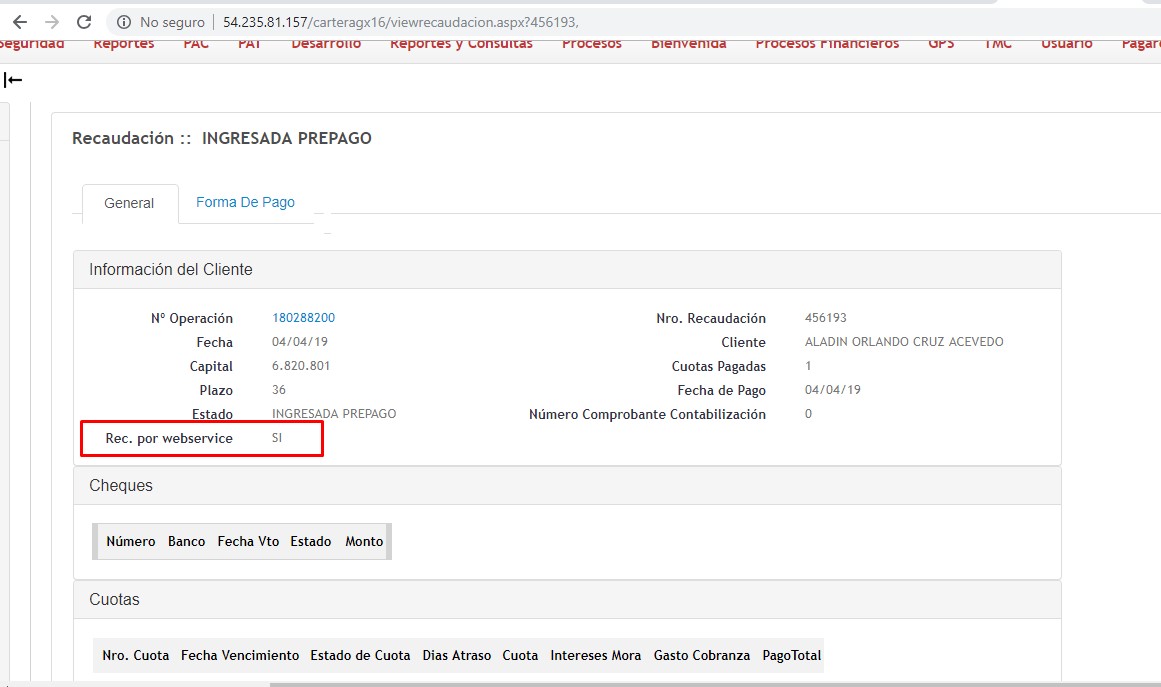 No seguro | 54.235.81.157/carteragx16/viewrecaudacion.aspx?456193,
Seguridad Reportes PAC PAT Desarrollo Reportes y Consultas Procesos Bienvenida Procesos Financieros GPS TMC Usuario Pagare
Recaudación :: INGRESADA PREPAGO
General Forma De Pago
Información del Cliente
Nº Operación 180288200 Nro. Recaudación 456193
Fecha 04/04/19 Cliente ALADIN ORLANDO CRUZ ACEVEDO
Capital 6.820.801 Cuotas Pagadas 1
Plazo 36 Fecha de Pago 04/04/19
Estado INGRESADA PREPAGO Número Comprobante Contabilización 0
Rec. por webservice SI
Cheques
Número Banco Fecha Vto Estado Monto
Cuotas
Nro. Cuota Fecha Vencimiento Estado de Cuota Dias Atraso Cuota Intereses Mora Gasto Cobranza PagoTotal